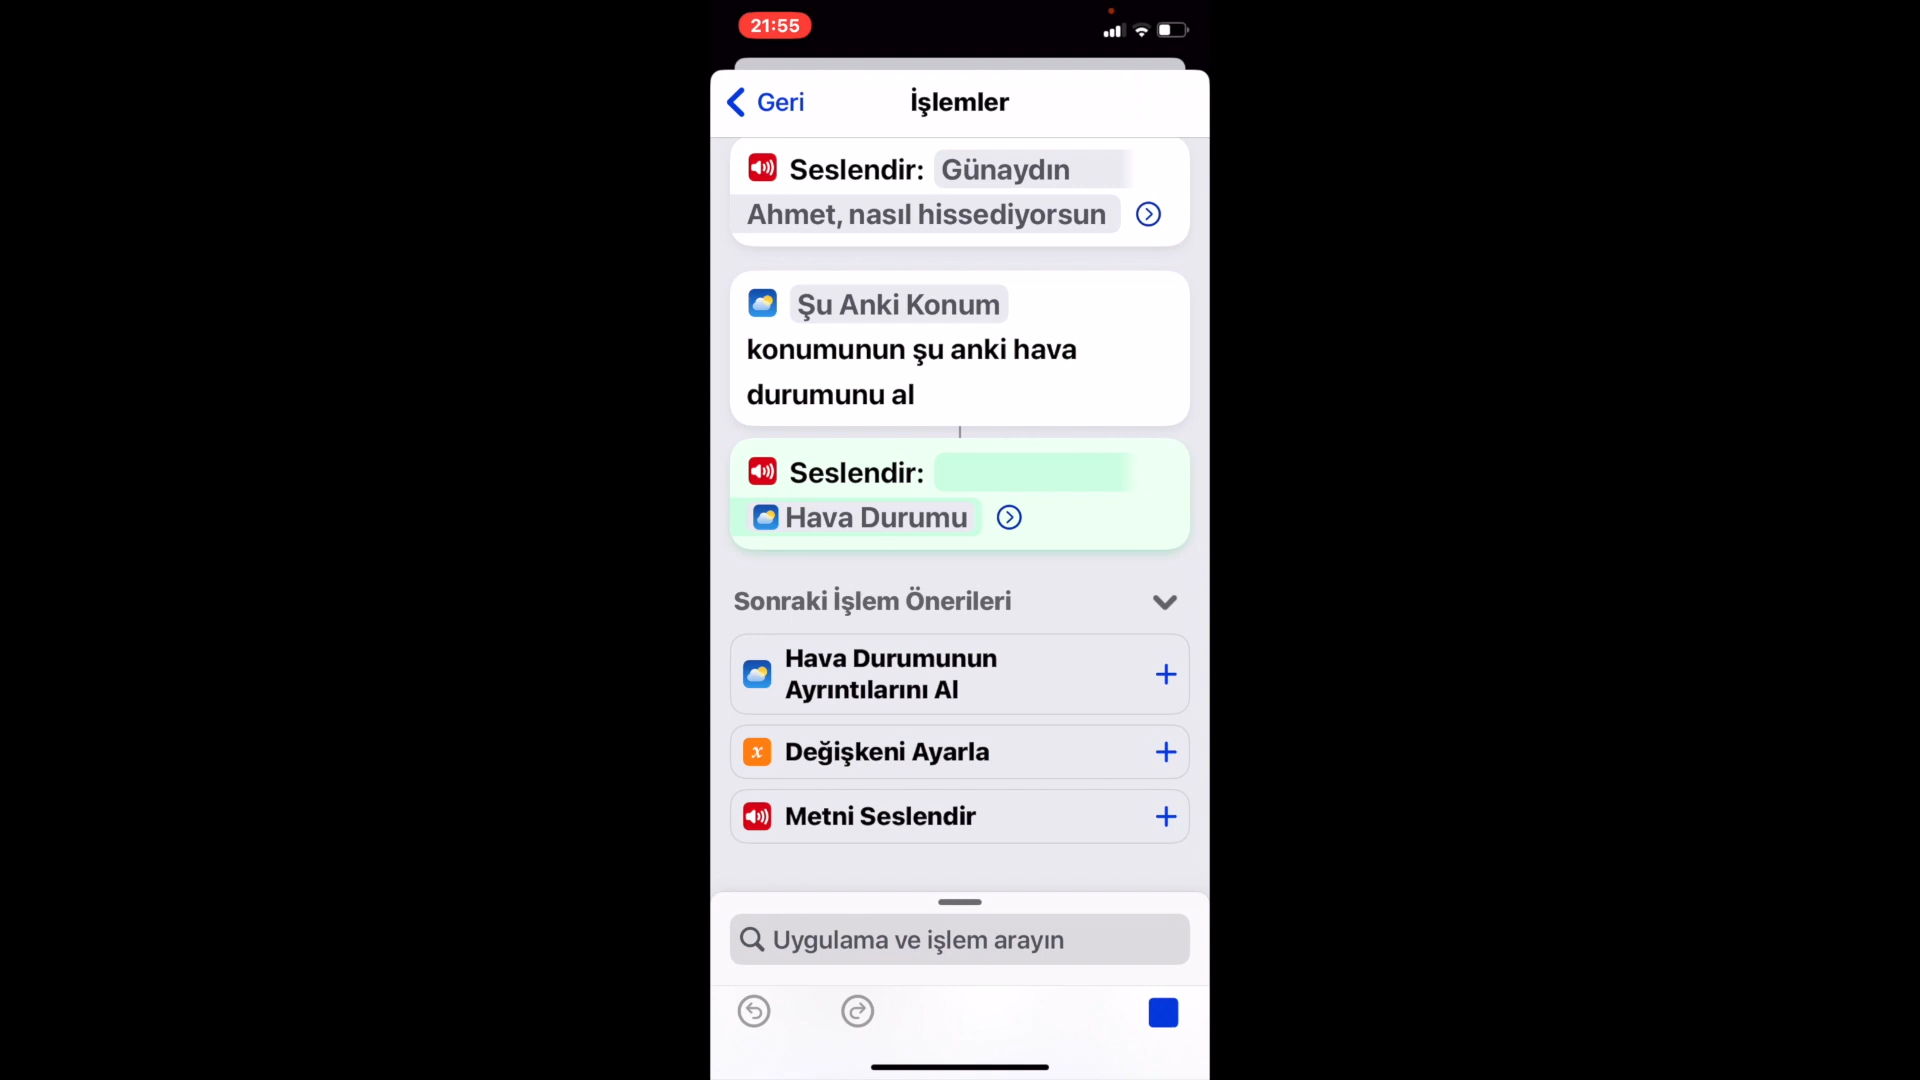 21:55
Geri
İşlemler
Seslendir: Günaydın
Ahmet, nasıl hissediyorsun
Şu Anki Konum
konumunun şu anki hava
durumunu al
Seslendir:
Hava Durumu
Sonraki İşlem Önerileri
Hava Durumunun
Ayrıntılarını Al
x Değişkeni Ayarla
Metni Seslendir
Uygulama ve işlem arayın